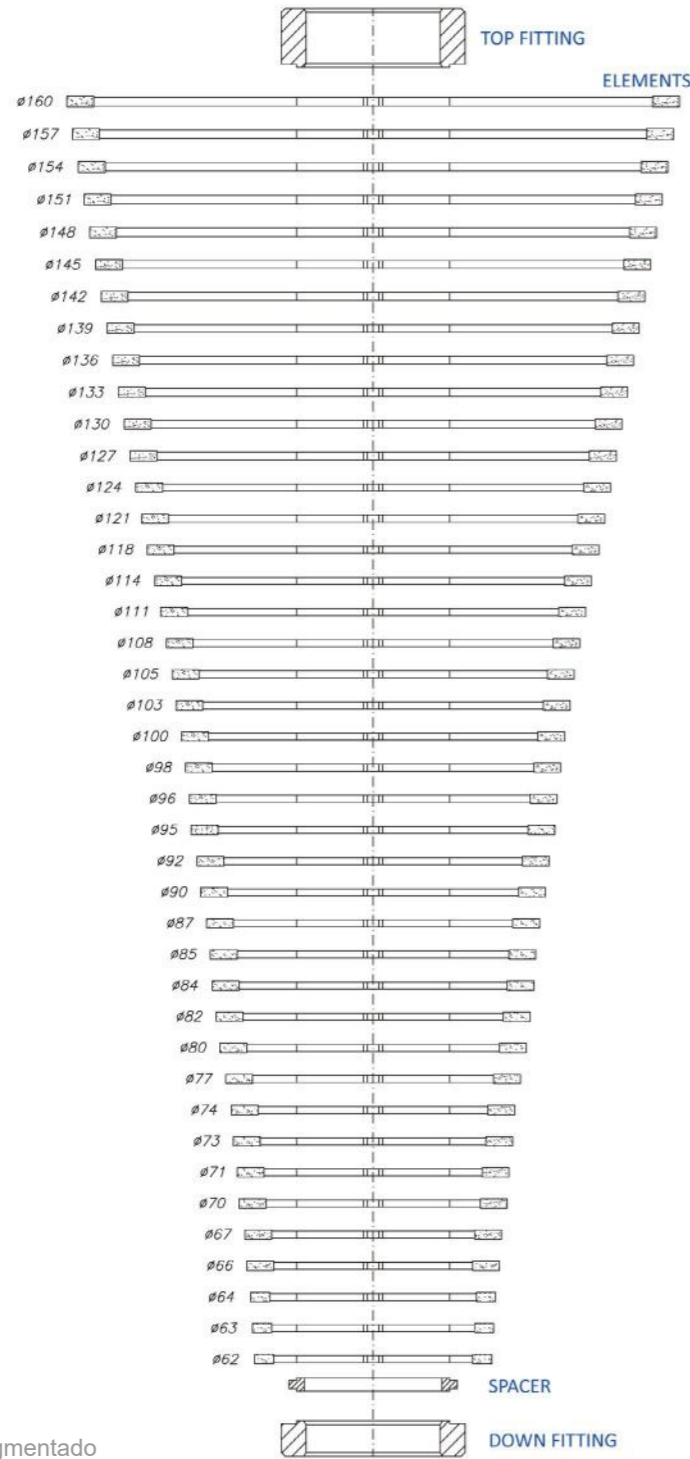 TOP FITTING
ELEMENTS
ø160
ø157
ø154
ø151
ø148
ø145
ø142
ø139
ø136
ø133
ø130
ø127
ø124
ø121
ø118
ø114
ø111
ø108
ø105
ø103
ø100
ø98
ø96
ø95
ø92
ø90
ø87
ø85
ø84
ø82
ø80
ø77
ø74
ø73
ø71
ø70
ø67
ø66
ø64
ø63
ø62
SPACER
DOWN FITTING
gmentado